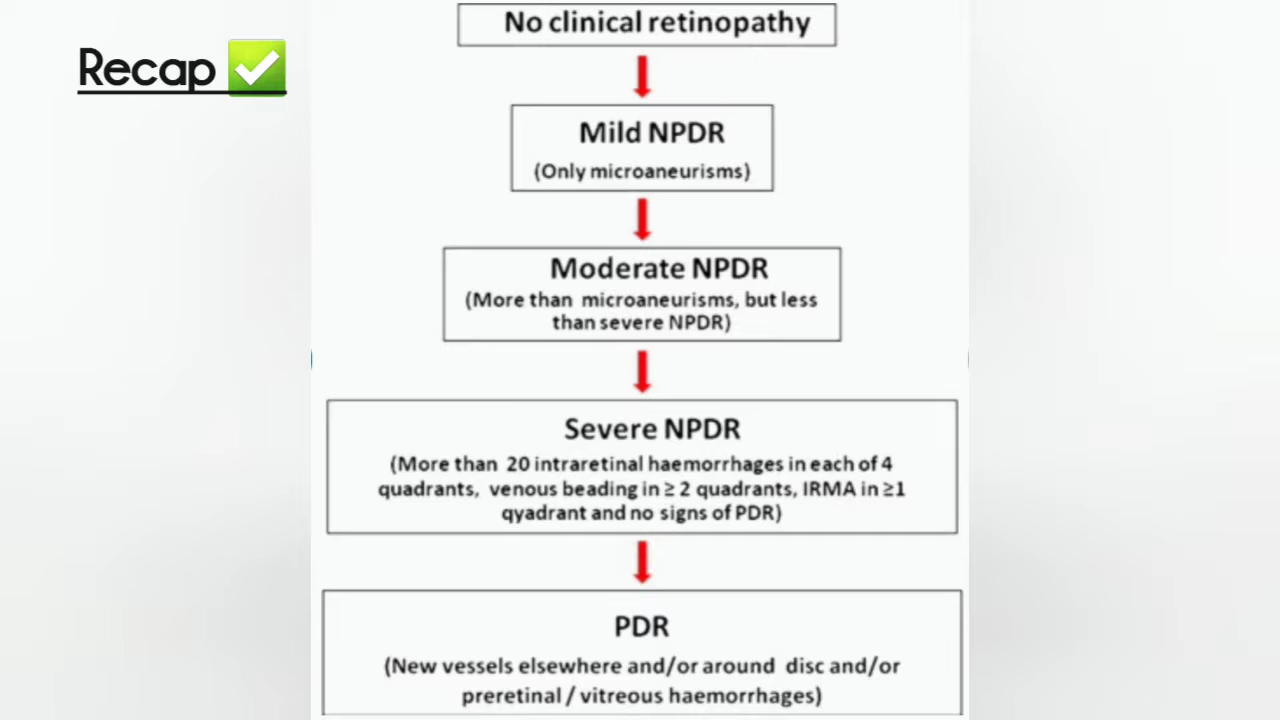 Recap ✅
No clinical retinopathy
Mild NPDR
(Only microaneurisms)
Moderate NPDR
(More than microaneurisms, but less
than severe NPDR)
Severe NPDR
(More than 20 intraretinal haemorrhages in each of 4
quadrants, venous beading in ≥ 2 quadrants, IRMA in ≥1
qyadrant and no signs of PDR)
PDR
(New vessels elsewhere and/or around disc and/or
preretinal / vitreous haemorrhages)